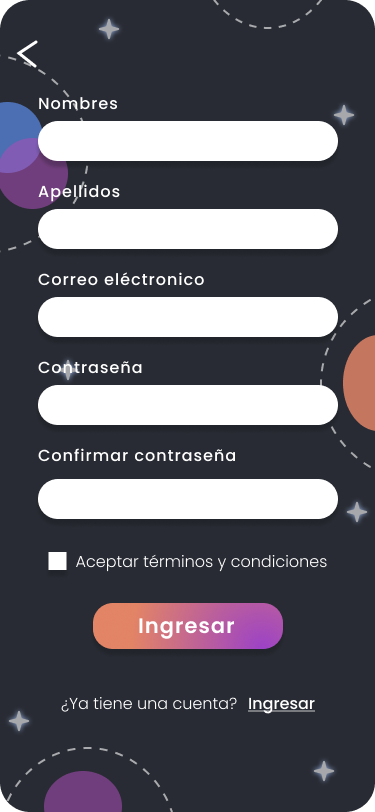 Nombres
Apellidos
Correo eléctronico
Contraseña
Confirmar contraseña
Aceptar términos y condiciones
Ingresar
¿Ya tiene una cuenta? Ingresar